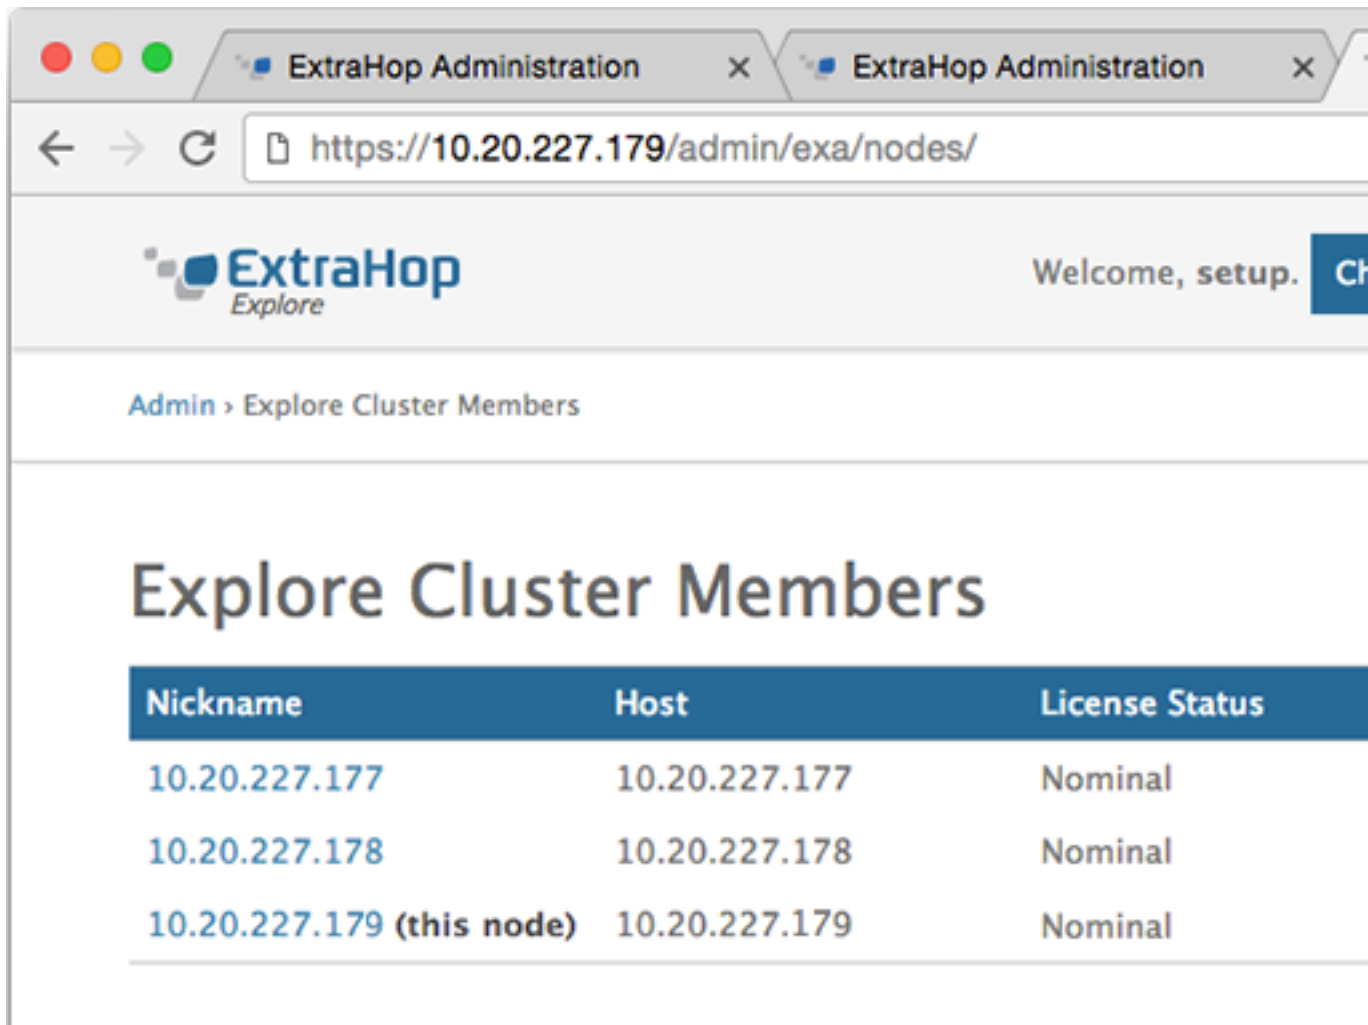 ExtraHop Administration × ExtraHop Administration ×
https://10.20.227.179/admin/exa/nodes/
ExtraHop
Explore
Welcome, setup.
Admin › Explore Cluster Members
Explore Cluster Members
Nickname Host License Status
10.20.227.177 10.20.227.177 Nominal
10.20.227.178 10.20.227.178 Nominal
10.20.227.179 (this node) 10.20.227.179 Nominal